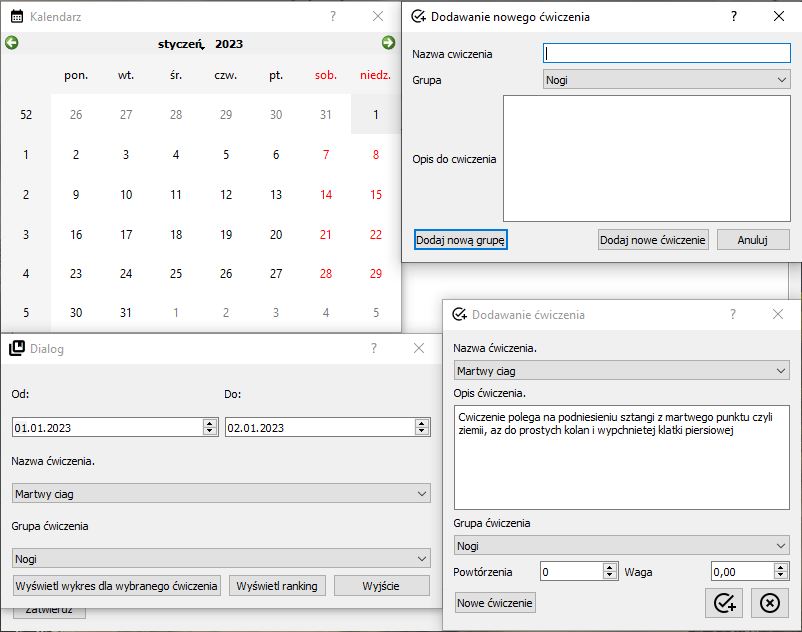 Kalendarz ?
styczeń, 2023
pon. wt. śr. czw. pt. sob. niedz.
52 26 27 28 29 30 31 1
1 2 3 4 5 6 7 8
2 9 10 11 12 13 14 15
3 16 17 18 19 20 21 22
4 23 24 25 26 27 28 29
5 30 31 1 2 3 4 5
Dodawanie nowego ćwiczenia ?
Nazwa cwiczenia
Grupa Nogi
Opis do cwiczenia
Dodaj nową grupę Dodaj nowe ćwiczenie Anuluj
Dialog ?
Od: Do:
01.01.2023 02.01.2023
Nazwa ćwiczenia.
Martwy ciag
Grupa ćwiczenia
Nogi
Wyświetl wykres dla wybranego ćwiczenia Wyświetl ranking Wyjście
Zatwierdź
Dodawanie ćwiczenia ?
Nazwa ćwiczenia.
Martwy ciag
Opis ćwiczenia.
Cwiczenie polega na podniesieniu sztangi z martwego punktu czyli
ziemii, az do prostych kolan i wypchnietej klatki piersiowej
Grupa ćwiczenia
Nogi
Powtórzenia 0 Waga 0,00
Nowe ćwiczenie